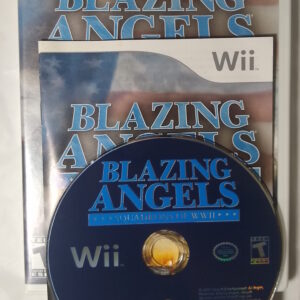 BLAZING
ANGELS
Wii
BLAZING
ANGELS
BLAZING
ANGELS
SQUADRONS OF WWII
Wii
T